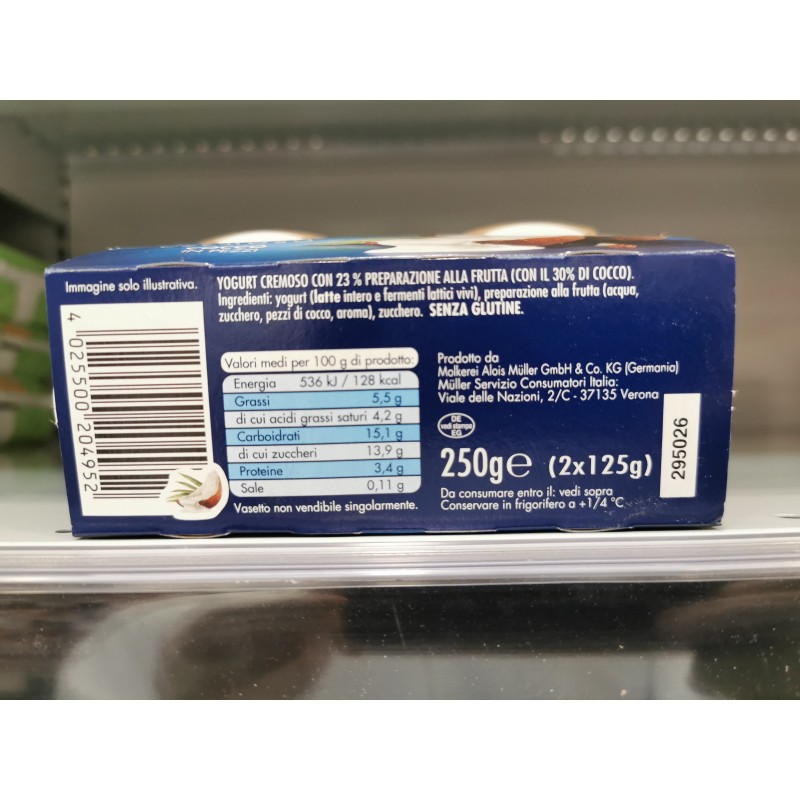 Immagine solo illustrativa.
YOGURT CREMOSO CON 23 % PREPARAZIONE ALLA FRUTTA (CON IL 30% DI COCCO).
Ingredienti: yogurt (latte intero e fermenti lattici vivi), preparazione alla frutta (acqua,
zucchero, pezzi di cocco, aroma), zucchero. SENZA GLUTINE.
4 025500 204952
Valori medi per 100 g di prodotto:
Energia 536 kJ / 128 kcal
Grassi 5,5 g
di cui acidi grassi saturi 4,2 g
Carboidrati 15,1 g
di cui zuccheri 13,9 g
Proteine 3,4 g
Sale 0,11 g
Vasetto non vendibile singolarmente.
Prodotto da
Molkerei Alois Müller GmbH & Co. KG (Germania)
Müller Servizio Consumatori Italia:
Viale delle Nazioni, 2/C - 37135 Verona
DE
vedi stampa
EG
250g℮ (2x125g)
Da consumare entro il: vedi sopra
Conservare in frigorifero a +1/4 °C
295026